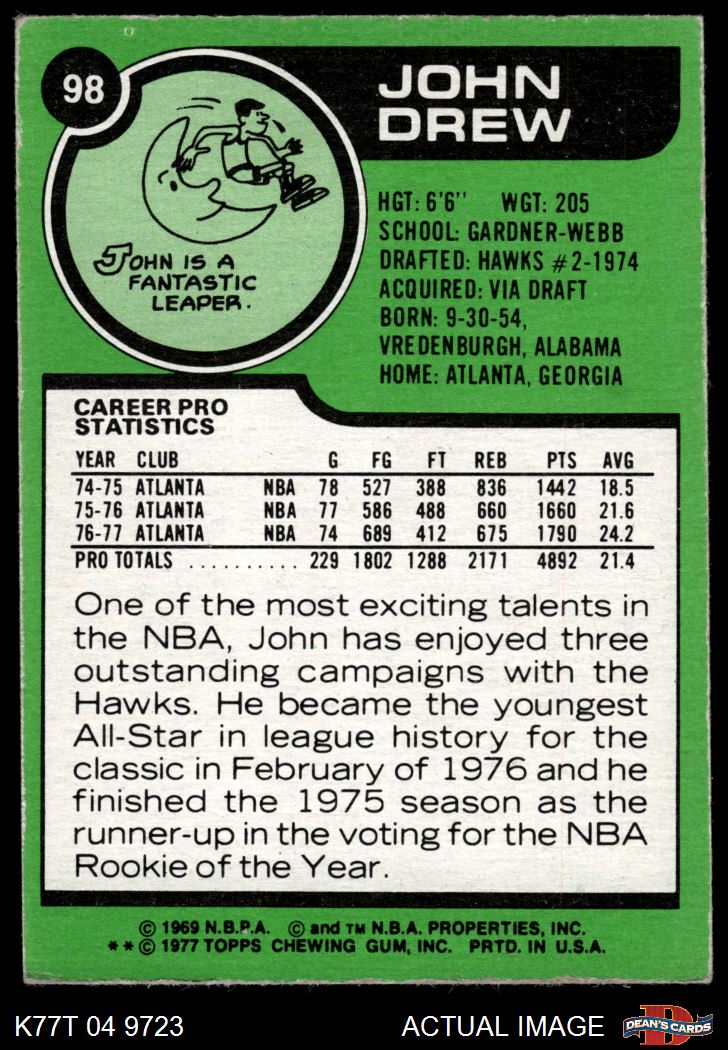 98
JOHN
DREW
HGT: 6'6" WGT: 205
SCHOOL: GARDNER-WEBB
DRAFTED: HAWKS #2-1974
ACQUIRED: VIA DRAFT
BORN: 9-30-54,
VREDENBURGH, ALABAMA
HOME: ATLANTA, GEORGIA
JOHN IS A
FANTASTIC
LEAPER.
CAREER PRO
STATISTICS
YEAR CLUB G FG FT REB PTS AVG
74-75 ATLANTA NBA 78 527 388 836 1442 18.5
75-76 ATLANTA NBA 77 586 488 660 1660 21.6
76-77 ATLANTA NBA 74 689 412 675 1790 24.2
PRO TOTALS .......... 229 1802 1288 2171 4892 21.4
One of the most exciting talents in
the NBA, John has enjoyed three
outstanding campaigns with the
Hawks. He became the youngest
All-Star in league history for the
classic in February of 1976 and he
finished the 1975 season as the
runner-up in the voting for the NBA
Rookie of the Year.
© 1969 N.B.P.A. © and TM N.B.A. PROPERTIES, INC.
**© 1977 TOPPS CHEWING GUM, INC. PRTD. IN U.S.A.
K77T 04 9723 ACTUAL IMAGE
D
DEAN'S CARDS